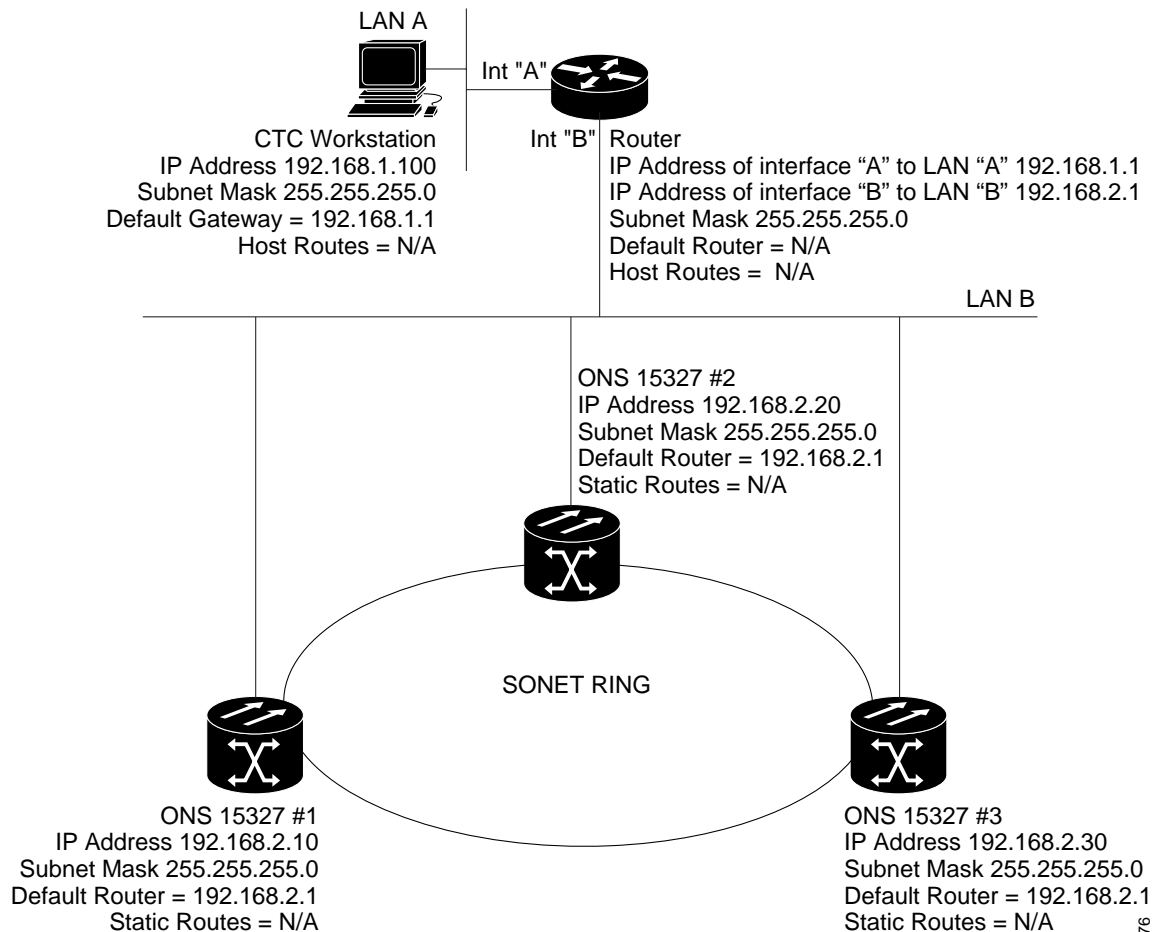 LAN A
Int "A"
CTC Workstation
IP Address 192.168.1.100
Subnet Mask 255.255.255.0
Default Gateway = 192.168.1.1
Host Routes = N/A
Int "B"
Router
IP Address of interface “A” to LAN “A” 192.168.1.1
IP Address of interface “B” to LAN “B” 192.168.2.1
Subnet Mask 255.255.255.0
Default Router = N/A
Host Routes = N/A
LAN B
ONS 15327 #2
IP Address 192.168.2.20
Subnet Mask 255.255.255.0
Default Router = 192.168.2.1
Static Routes = N/A
SONET RING
ONS 15327 #1
IP Address 192.168.2.10
Subnet Mask 255.255.255.0
Default Router = 192.168.2.1
Static Routes = N/A
ONS 15327 #3
IP Address 192.168.2.30
Subnet Mask 255.255.255.0
Default Router = 192.168.2.1
Static Routes = N/A